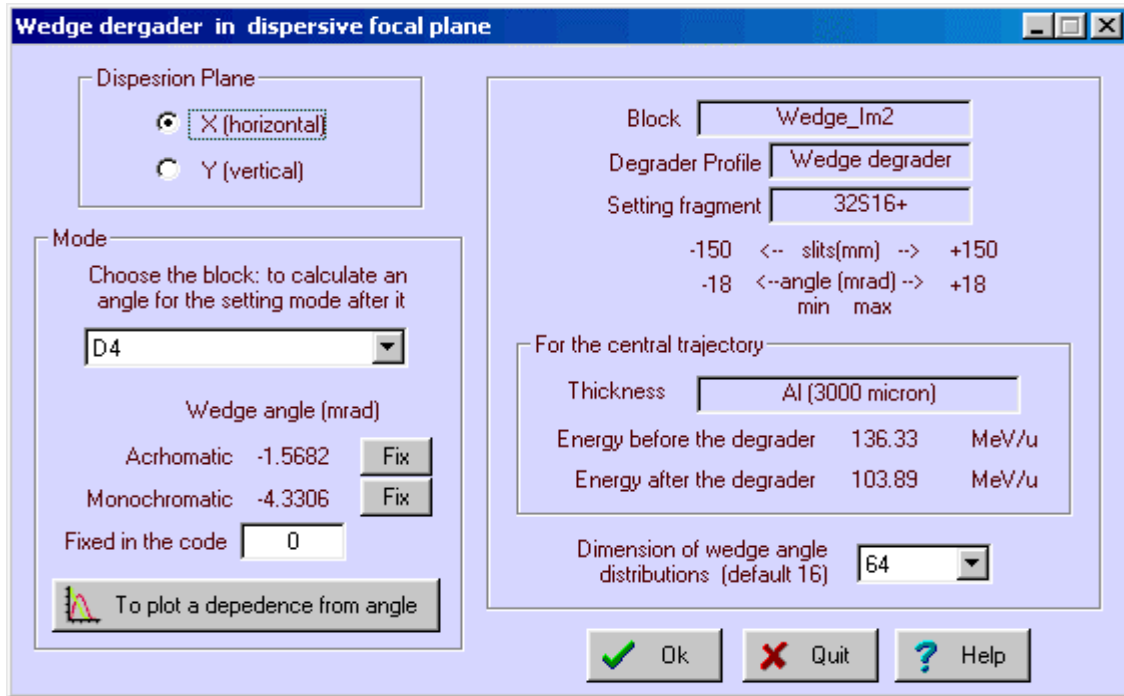 Wedge dergader in dispersive focal plane
Dispesrion Plane
X (horizontal)
Y (vertical)
Mode
Choose the block: to calculate an
angle for the setting mode after it
D4
Wedge angle (mrad)
Acrhomatic -1.5682 Fix
Monochromatic -4.3306 Fix
Fixed in the code 0
To plot a depedence from angle
Block Wedge_Im2
Degrader Profile Wedge degrader
Setting fragment 32S16+
-150 <-- slits(mm) --> +150
-18 <--angle (mrad) --> +18
min max
For the central trajectory
Thickness Al (3000 micron)
Energy before the degrader 136.33 MeV/u
Energy after the degrader 103.89 MeV/u
Dimension of wedge angle
distributions (default 16) 64
Ok Quit ? Help